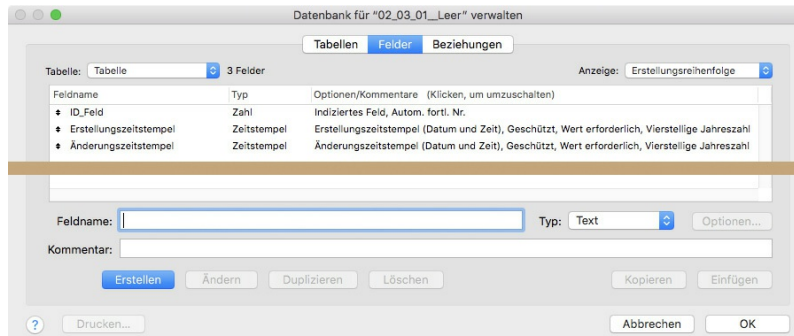 Datenbank für “02_03_01__Leer” verwalten
Tabellen Felder Beziehungen
Tabelle: Tabelle 3 Felder Anzeige: Erstellungsreihenfolge
Feldname Typ Optionen/Kommentare (Klicken, um umzuschalten)
ID_Feld Zahl Indiziertes Feld, Autom. fortl. Nr.
Erstellungszeitstempel Zeitstempel Erstellungszeitstempel (Datum und Zeit), Geschützt, Wert erforderlich, Vierstellige Jahreszahl
Änderungszeitstempel Zeitstempel Änderungszeitstempel (Datum und Zeit), Geschützt, Wert erforderlich, Vierstellige Jahreszahl
Feldname: Typ: Text Optionen...
Kommentar:
Erstellen Ändern Duplizieren Löschen Kopieren Einfügen
? Drucken... Abbrechen OK